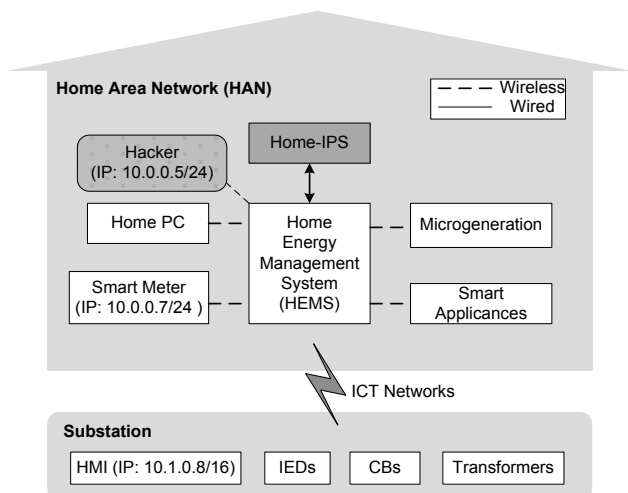 Home Area Network (HAN)
Wireless
Wired
Hacker
(IP: 10.0.0.5/24)
Home-IPS
Home PC
Home
Energy
Management
System
(HEMS)
Microgeneration
Smart Meter
(IP: 10.0.0.7/24 )
Smart
Applicances
ICT Networks
Substation
HMI (IP: 10.1.0.8/16)
IEDs
CBs
Transformers